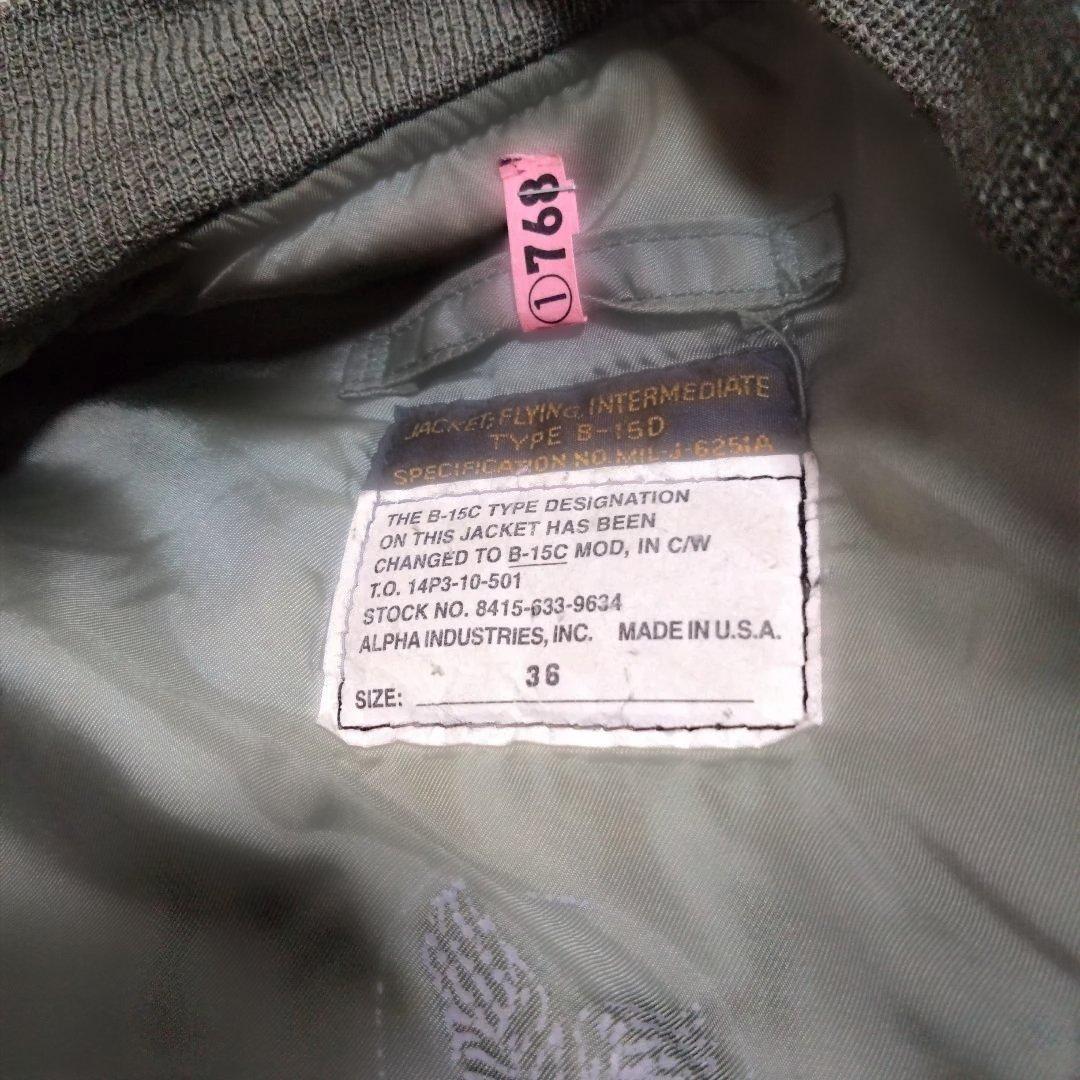 ①768
JACKET, FLYING, INTERMEDIATE
TYPE B-15D
SPECIFICATION NO. MIL-J-6251A
THE B-15C TYPE DESIGNATION
ON THIS JACKET HAS BEEN
CHANGED TO B-15C MOD, IN C/W
T.O. 14P3-10-501
STOCK NO. 8415-633-9634
ALPHA INDUSTRIES, INC. MADE IN U.S.A.
36
SIZE: